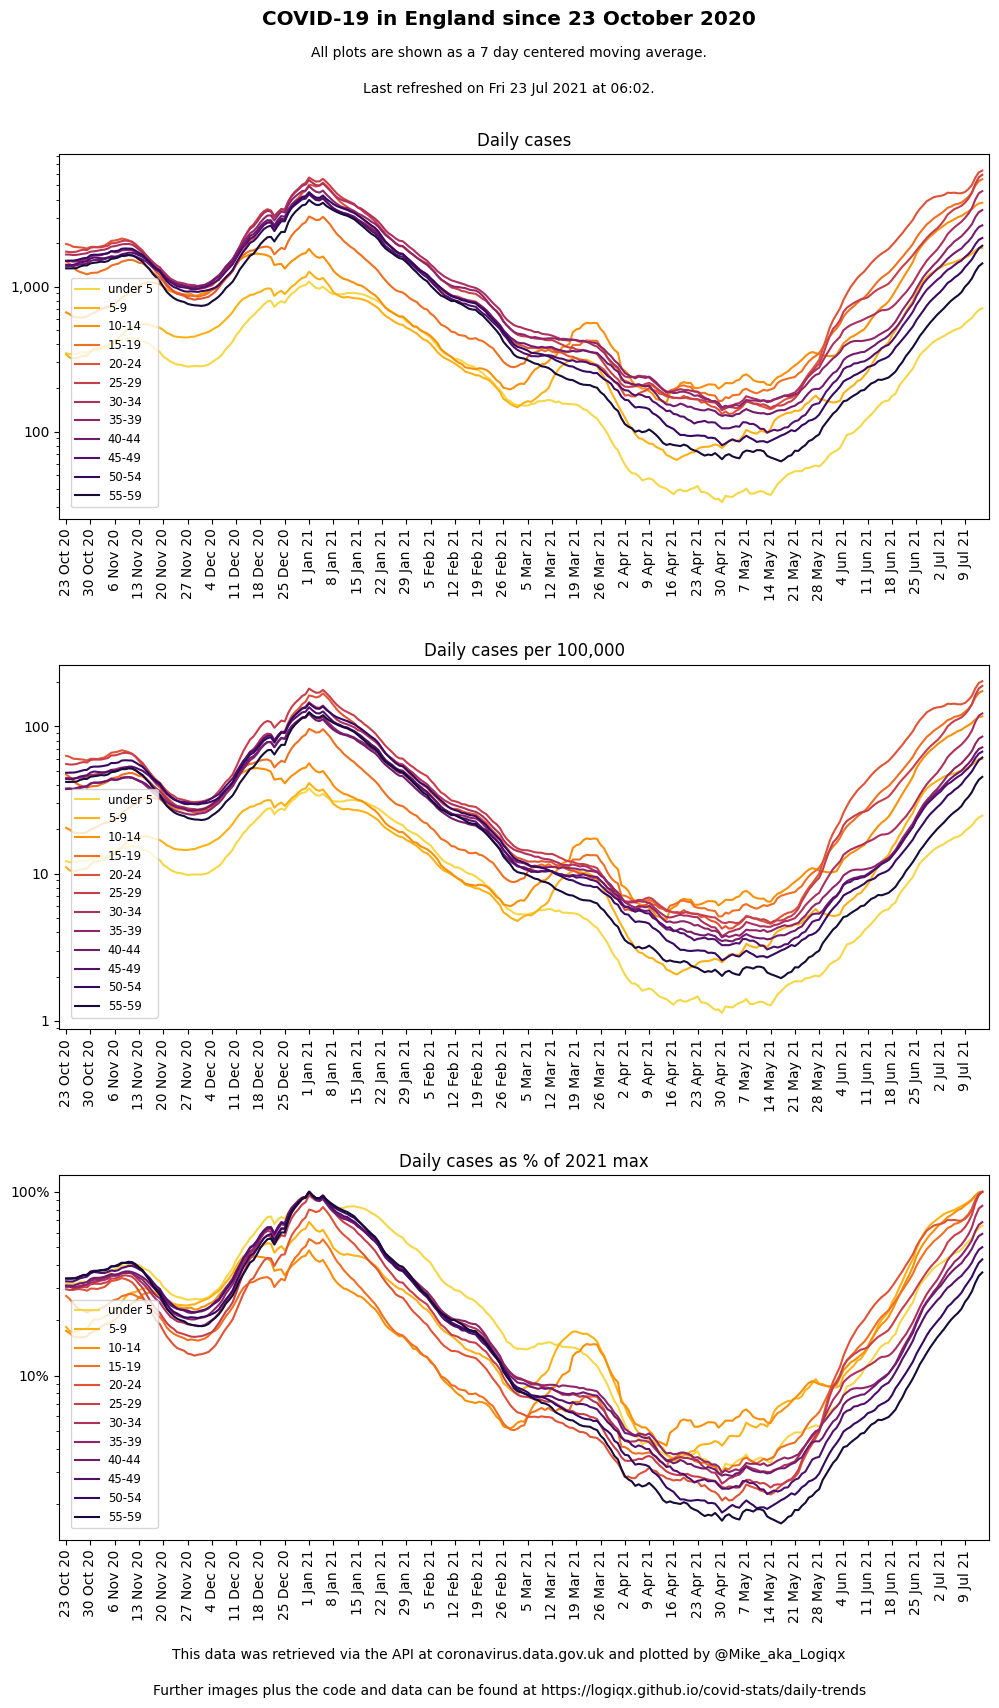 COVID-19 in England since 23 October 2020
All plots are shown as a 7 day centered moving average.
Last refreshed on Fri 23 Jul 2021 at 06:02.
Daily cases
1,000
100
under 5
5-9
10-14
15-19
20-24
25-29
30-34
35-39
40-44
45-49
50-54
55-59
23 Oct 20
30 Oct 20
6 Nov 20
13 Nov 20
20 Nov 20
27 Nov 20
4 Dec 20
11 Dec 20
18 Dec 20
25 Dec 20
1 Jan 21
8 Jan 21
15 Jan 21
22 Jan 21
29 Jan 21
5 Feb 21
12 Feb 21
19 Feb 21
26 Feb 21
5 Mar 21
12 Mar 21
19 Mar 21
26 Mar 21
2 Apr 21
9 Apr 21
16 Apr 21
23 Apr 21
30 Apr 21
7 May 21
14 May 21
21 May 21
28 May 21
4 Jun 21
11 Jun 21
18 Jun 21
25 Jun 21
2 Jul 21
9 Jul 21
Daily cases per 100,000
100
10
1
under 5
5-9
10-14
15-19
20-24
25-29
30-34
35-39
40-44
45-49
50-54
55-59
23 Oct 20
30 Oct 20
6 Nov 20
13 Nov 20
20 Nov 20
27 Nov 20
4 Dec 20
11 Dec 20
18 Dec 20
25 Dec 20
1 Jan 21
8 Jan 21
15 Jan 21
22 Jan 21
29 Jan 21
5 Feb 21
12 Feb 21
19 Feb 21
26 Feb 21
5 Mar 21
12 Mar 21
19 Mar 21
26 Mar 21
2 Apr 21
9 Apr 21
16 Apr 21
23 Apr 21
30 Apr 21
7 May 21
14 May 21
21 May 21
28 May 21
4 Jun 21
11 Jun 21
18 Jun 21
25 Jun 21
2 Jul 21
9 Jul 21
Daily cases as % of 2021 max
100%
10%
under 5
5-9
10-14
15-19
20-24
25-29
30-34
35-39
40-44
45-49
50-54
55-59
23 Oct 20
30 Oct 20
6 Nov 20
13 Nov 20
20 Nov 20
27 Nov 20
4 Dec 20
11 Dec 20
18 Dec 20
25 Dec 20
1 Jan 21
8 Jan 21
15 Jan 21
22 Jan 21
29 Jan 21
5 Feb 21
12 Feb 21
19 Feb 21
26 Feb 21
5 Mar 21
12 Mar 21
19 Mar 21
26 Mar 21
2 Apr 21
9 Apr 21
16 Apr 21
23 Apr 21
30 Apr 21
7 May 21
14 May 21
21 May 21
28 May 21
4 Jun 21
11 Jun 21
18 Jun 21
25 Jun 21
2 Jul 21
9 Jul 21
This data was retrieved via the API at coronavirus.data.gov.uk and plotted by @Mike_aka_Logiqx
Further images plus the code and data can be found at https://logiqx.github.io/covid-stats/daily-trends